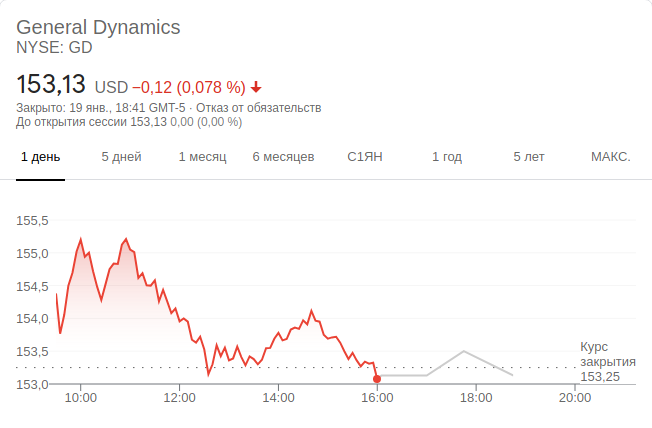 General Dynamics
NYSE: GD
153,13 USD −0,12 (0,078 %)
Закрыто: 19 янв., 18:41 GMT-5 · Отказ от обязательств
До открытия сессии 153,13 0,00 (0,00 %)
1 день 5 дней 1 месяц 6 месяцев С1ЯН 1 год 5 лет МАКС.
155,5
155,0
154,5
154,0
153,5
153,0
Курс
закрытия
153,25
10:00 12:00 14:00 16:00 18:00 20:00